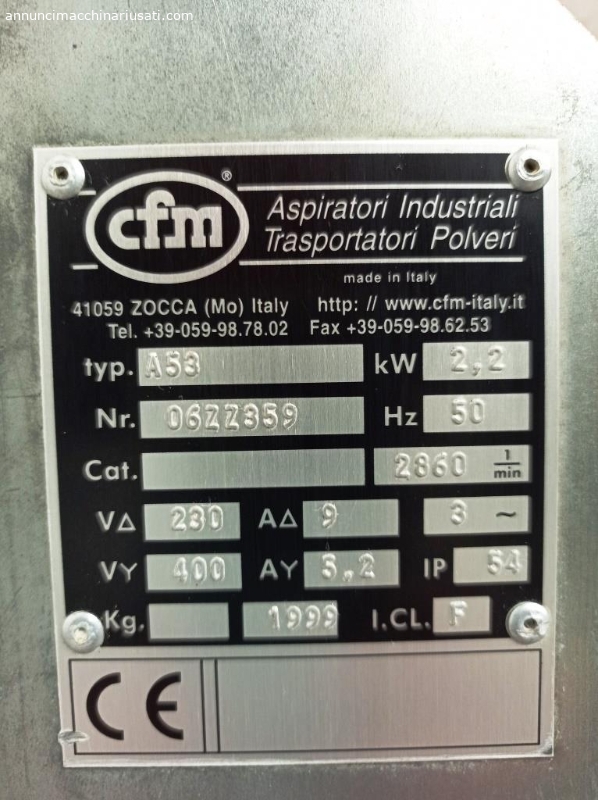 annuncimacchinariusati.com
cfm ®
Aspiratori Industriali
Trasportatori Polveri
made in Italy
41059 ZOCCA (Mo) Italy http: // www.cfm-italy.it
Tel. +39-059-98.78.02 Fax +39-059-98.62.53
typ. A53 kW 2,2
Nr. 06ZZ359 Hz 50
Cat. 2860 1/min
V△ 230 A△ 9 3 ~
VY 400 AY 5,2 IP 54
Kg. 1999 I.CL. F
CE